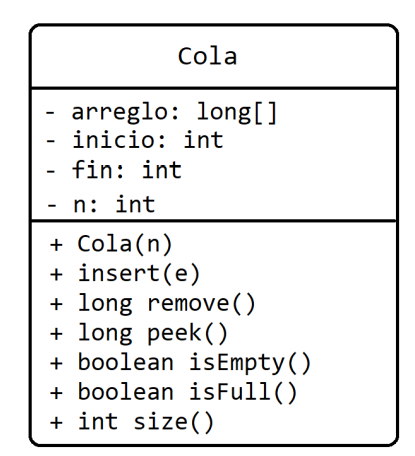 Cola
- arreglo: long[]
- inicio: int
- fin: int
- n: int
+ Cola(n)
+ insert(e)
+ long remove()
+ long peek()
+ boolean isEmpty()
+ boolean isFull()
+ int size()